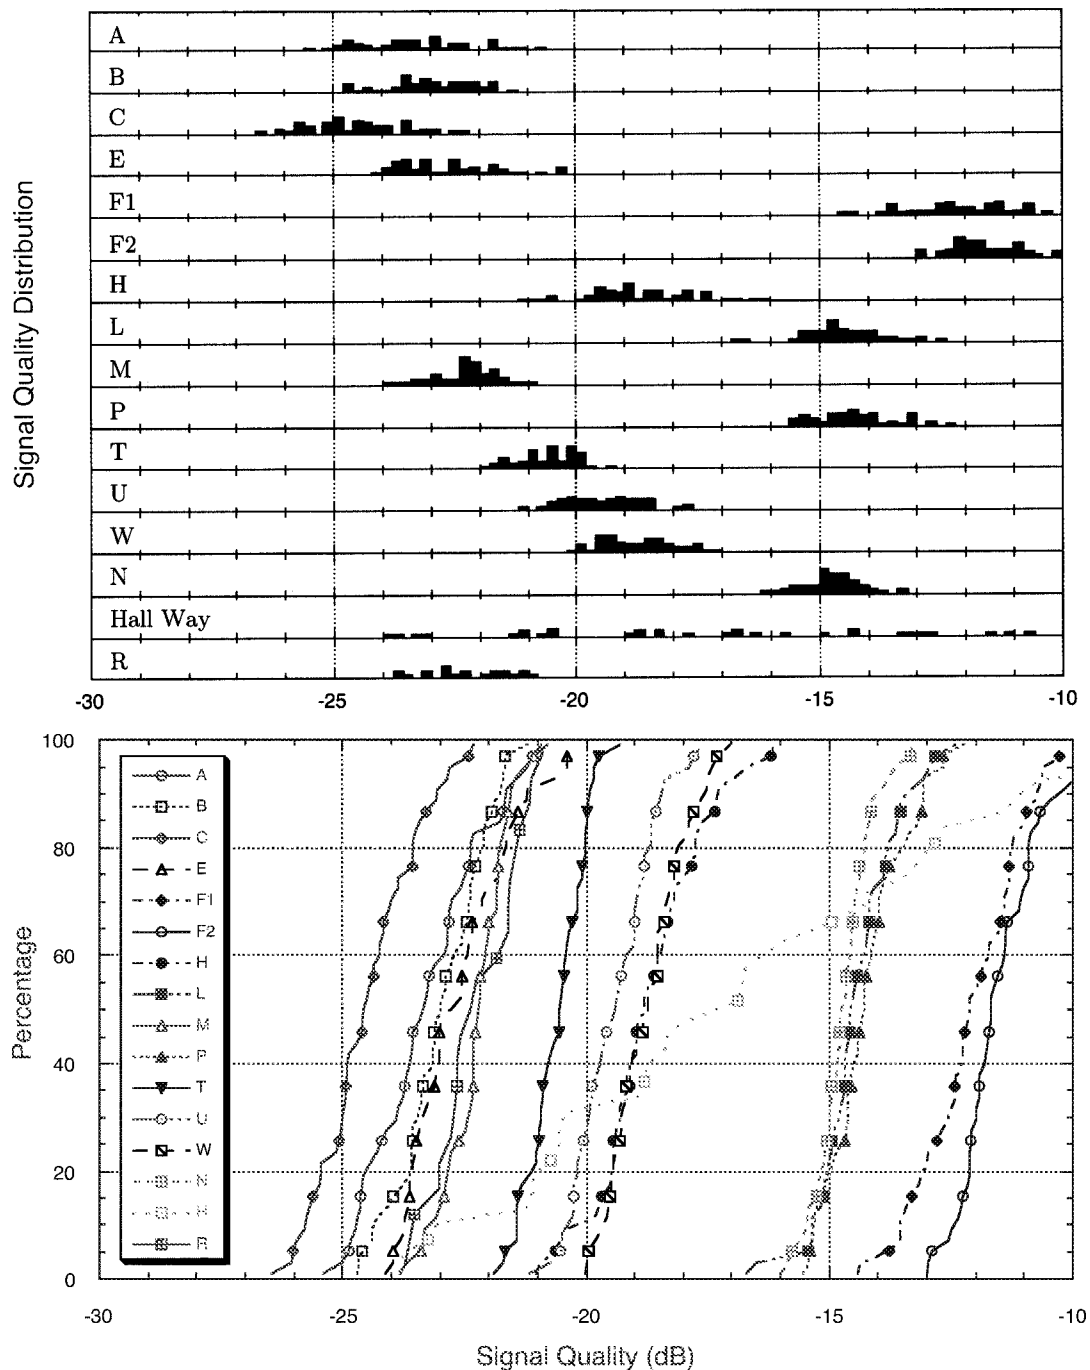 Signal Quality Distribution
A
B
C
E
F1
F2
H
L
M
P
T
U
W
N
Hall Way
R
-30 -25 -20 -15 -10
Percentage
100
80
60
40
20
0
A
B
C
E
F1
F2
H
L
M
P
T
U
W
N
H
R
-30 -25 -20 -15 -10
Signal Quality (dB)